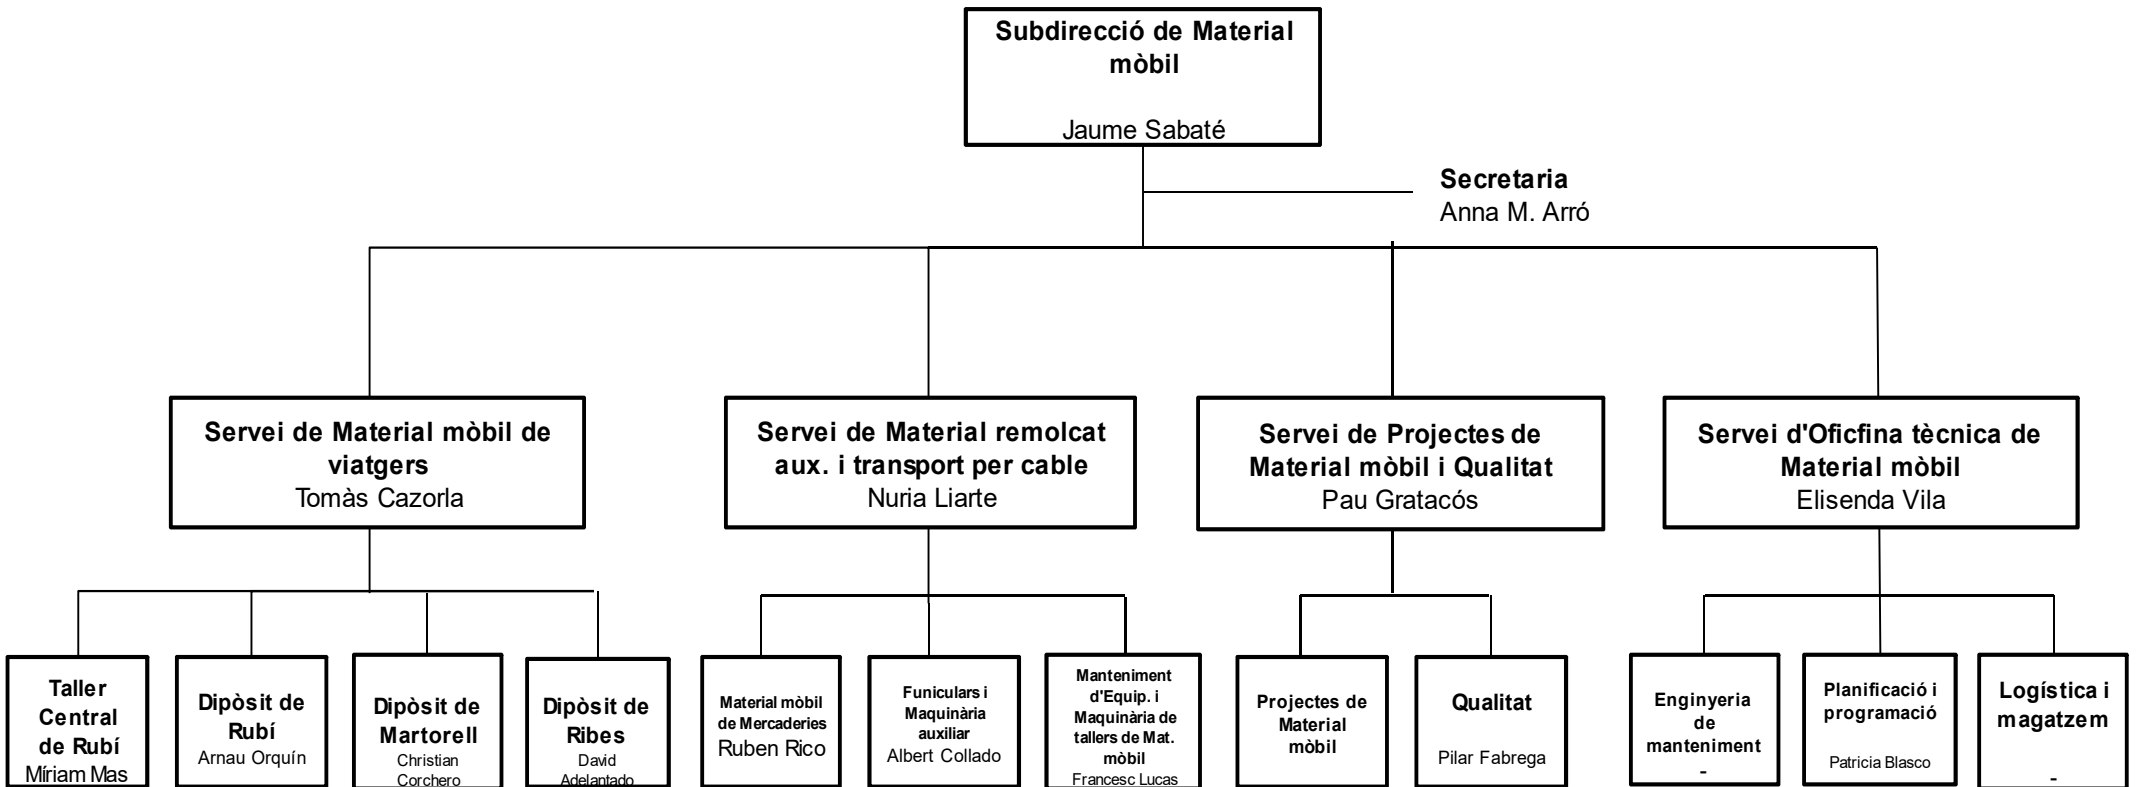 Subdirecció de Material
mòbil
Jaume Sabaté
Secretaria
Anna M. Arró
Servei de Material mòbil de
viatgers
Tomàs Cazorla
Servei de Material remolcat
aux. i transport per cable
Nuria Liarte
Servei de Projectes de
Material mòbil i Qualitat
Pau Gratacós
Servei d'Oficfina tècnica de
Material mòbil
Elisenda Vila
Taller
Central
de Rubí
Míriam Mas
Dipòsit de
Rubí
Arnau Orquín
Dipòsit de
Martorell
Christian
Corchero
Dipòsit de
Ribes
David
Adelantado
Material mòbil
de Mercaderies
Ruben Rico
Funiculars i
Maquinària
auxiliar
Albert Collado
Manteniment
d'Equip. i
Maquinària de
tallers de Mat.
mòbil
Francesc Lucas
Projectes de
Material
mòbil
Qualitat
Pilar Fabrega
Enginyeria
de
manteniment
-
Planificació i
programació
Patricia Blasco
Logística i
magatzem
-